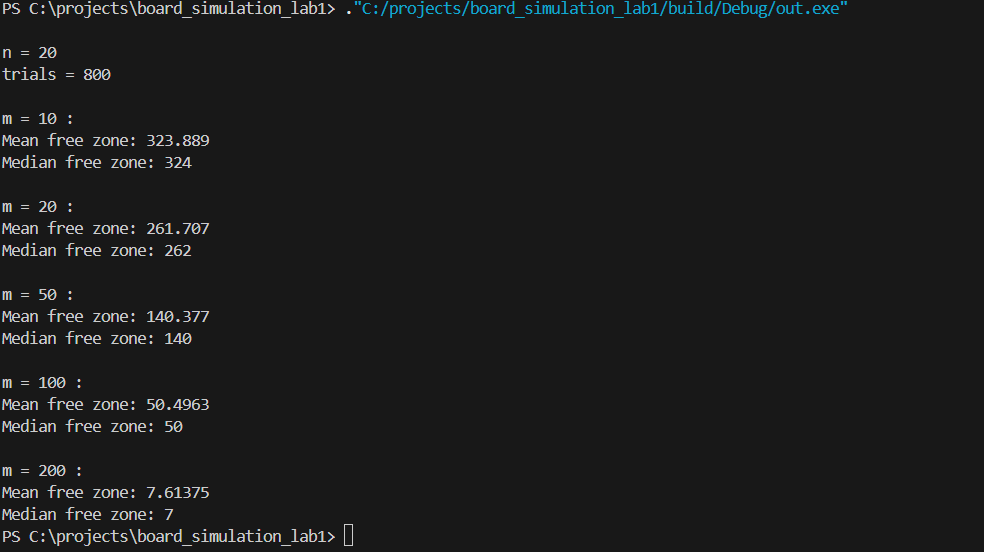 PS C:\projects\board_simulation_lab1> ."C:/projects/board_simulation_lab1/build/Debug/out.exe"
n = 20
trials = 800
m = 10 :
Mean free zone: 323.889
Median free zone: 324
m = 20 :
Mean free zone: 261.707
Median free zone: 262
m = 50 :
Mean free zone: 140.377
Median free zone: 140
m = 100 :
Mean free zone: 50.4963
Median free zone: 50
m = 200 :
Mean free zone: 7.61375
Median free zone: 7
PS C:\projects\board_simulation_lab1>